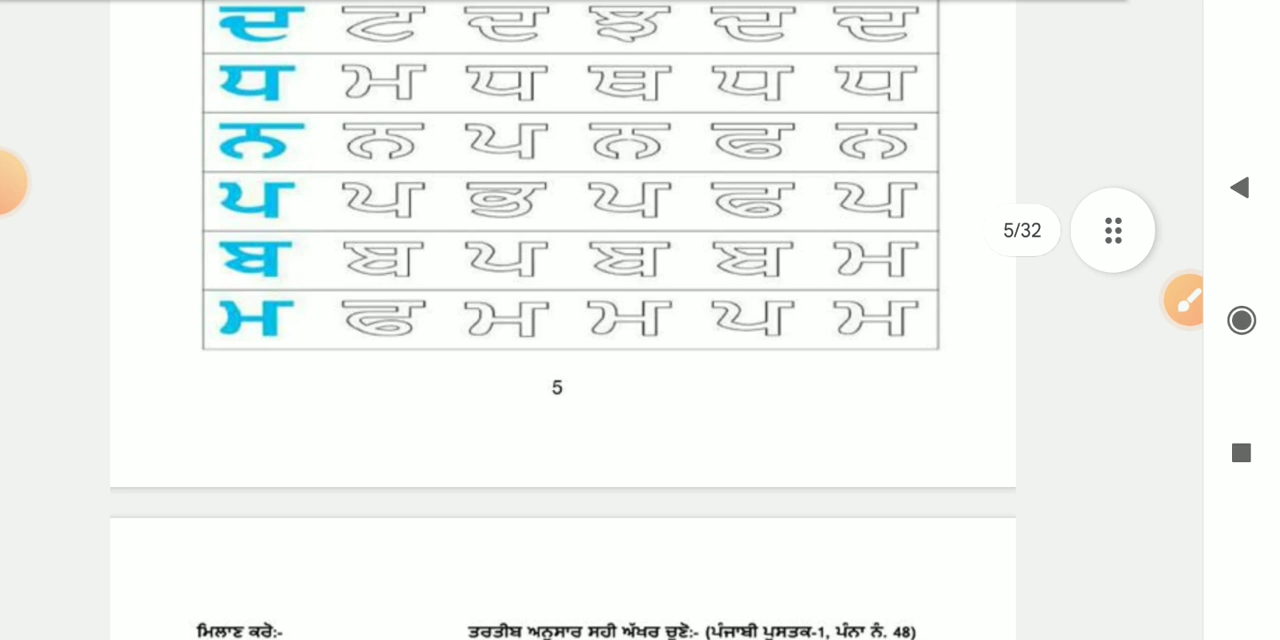 ਦ ਟ ਦ ਝ ਦ ਦ
ਧ ਮ ਧ ਥ ਧ ਧ
ਨ ਨ ਪ ਨ ਢ ਨ
ਪ ਪ ਙ ਪ ਢ ਪ
ਬ ਬ ਪ ਬ ਬ ਮ
ਮ ਢ ਮ ਮ ਪ ਮ
5/32
5
ਮਿਲਾਣ ਕਰੋ:- ਤਰਤੀਬ ਅਨੁਸਾਰ ਸਹੀ ਅੱਖਰ ਚੁਣੋ:- (ਪੰਜਾਬੀ ਪੁਸਤਕ-1, ਪੰਨਾ ਨੰ. 48)